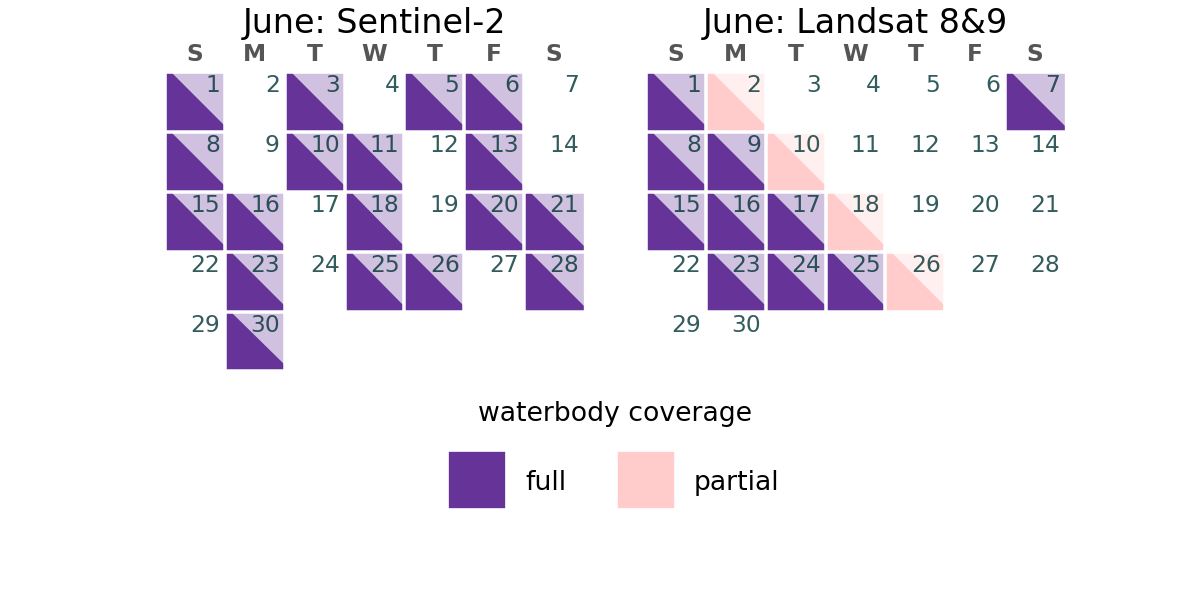 June: Sentinel-2
S M T W T F S
1 2 3 4 5 6 7
8 9 10 11 12 13 14
15 16 17 18 19 20 21
22 23 24 25 26 27 28
29 30
June: Landsat 8&9
S M T W T F S
1 2 3 4 5 6 7
8 9 10 11 12 13 14
15 16 17 18 19 20 21
22 23 24 25 26 27 28
29 30
waterbody coverage
full partial